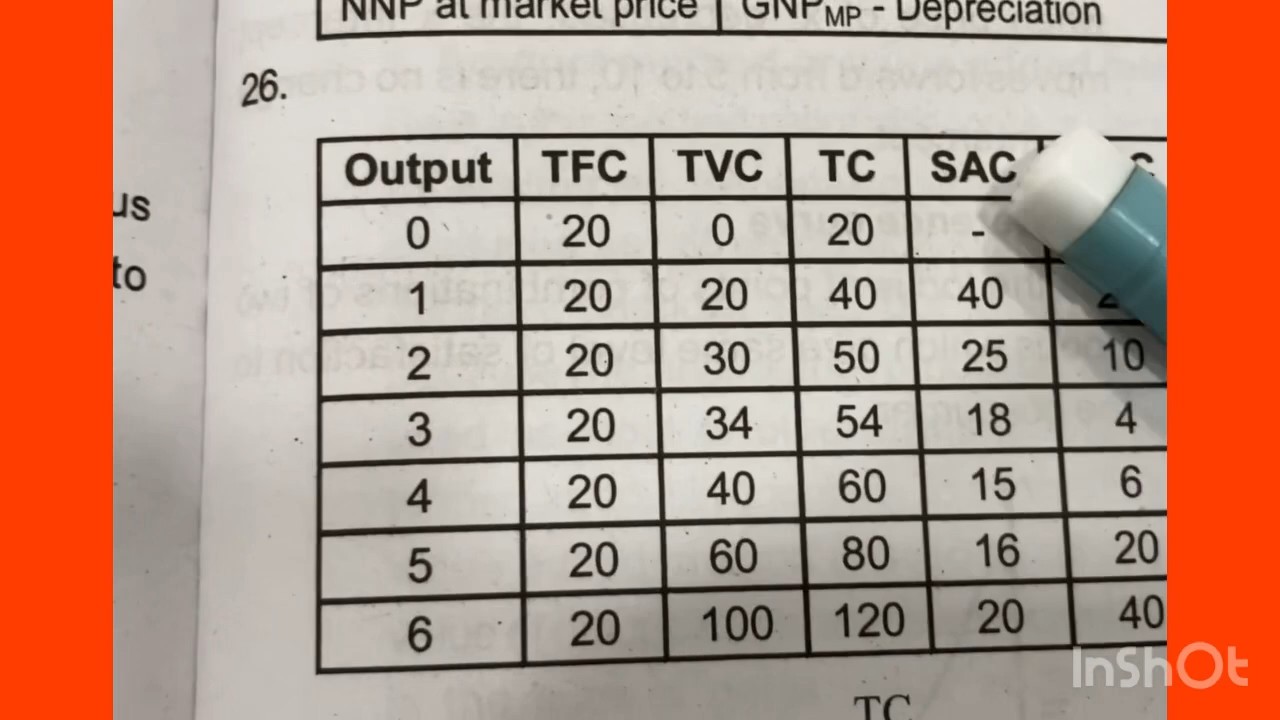 NNP at market price | GNPMP - Depreciation
26.
us
to
Output TFC TVC TC SAC
0 20 0 20 -
1 20 20 40 40
2 20 30 50 25 10
3 20 34 54 18 4
4 20 40 60 15 6
5 20 60 80 16 20
6 20 100 120 20 40
TC
InShOt